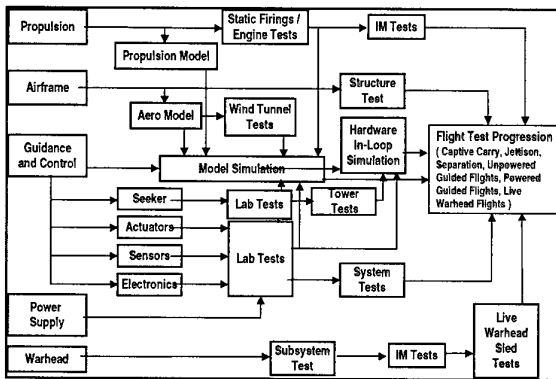 Propulsion
Static Firings /
Engine Tests
IM Tests
Propulsion Model
Airframe
Structure
Test
Aero Model
Wind Tunnel
Tests
Guidance
and Control
Model Simulation
Hardware
In-Loop
Simulation
Flight Test Progression
( Captive Carry, Jettison,
Separation, Unpowered
Guided Flights, Powered
Guided Flights, Live
Warhead Flights )
Seeker
Lab Tests
Tower
Tests
Actuators
Sensors
Lab Tests
Electronics
System
Tests
Power
Supply
Warhead
Subsystem
Test
IM Tests
Live
Warhead
Sled
Tests